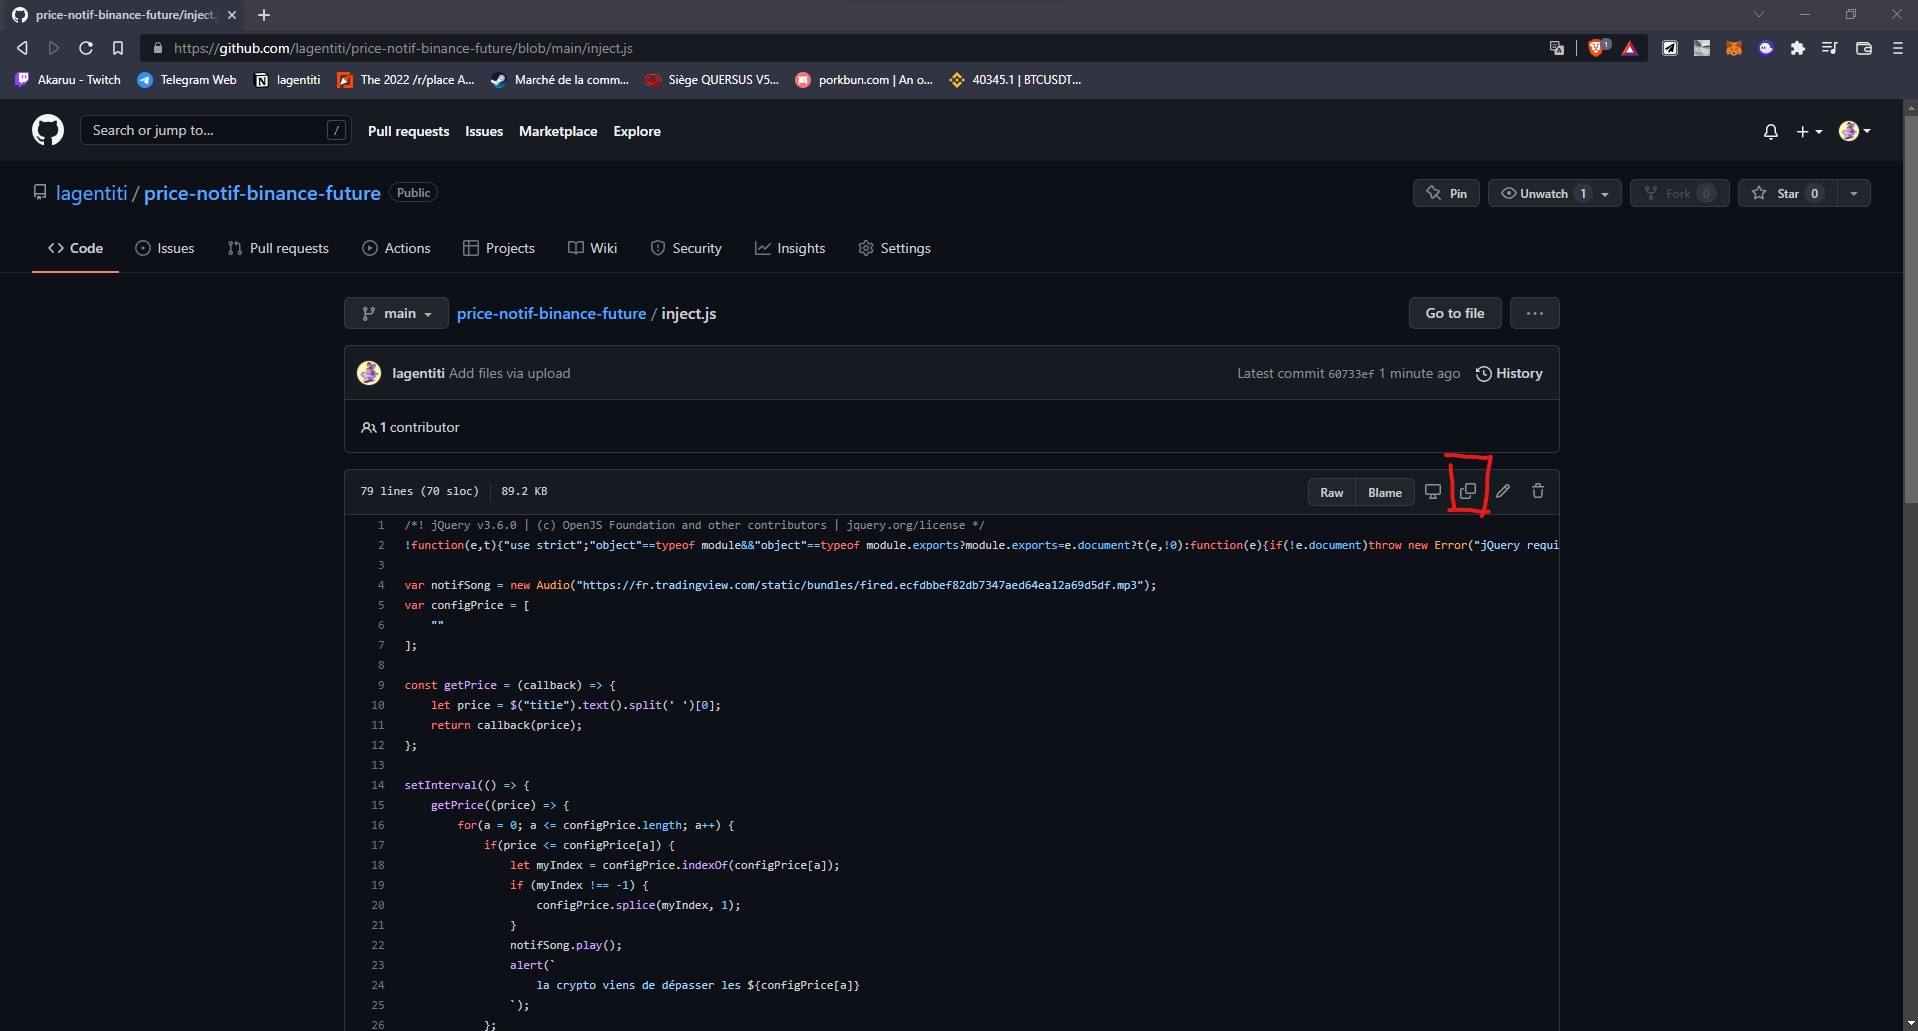 price-notif-binance-future/inject.
https://github.com/lagentiti/price-notif-binance-future/blob/main/inject.js
1
Akaruu - Twitch Telegram Web lagentiti The 2022 /r/place A... Marché de la comm... Siège QUERSUS V5... porkbun.com | An o... 40345.1 | BTCUSDT...
Search or jump to... / Pull requests Issues Marketplace Explore
lagentiti / price-notif-binance-future Public Pin Unwatch 1 Fork 0 Star 0
Code Issues Pull requests Actions Projects Wiki Security Insights Settings
main price-notif-binance-future / inject.js Go to file ...
lagentiti Add files via upload Latest commit 60733ef 1 minute ago History
1 contributor
79 lines (70 sloc) 89.2 KB Raw Blame
1 /*! jQuery v3.6.0 | (c) OpenJS Foundation and other contributors | jquery.org/license */
2 !function(e,t){"use strict";"object"==typeof module&&"object"==typeof module.exports?module.exports=e.document?t(e,!0):function(e){if(!e.document)throw new Error("jQuery requi
3
4 var notifSong = new Audio("https://fr.tradingview.com/static/bundles/fired.ecfdbbef82db7347aed64ea12a69d5df.mp3");
5 var configPrice = [
6 ""
7 ];
8
9 const getPrice = (callback) => {
10 let price = $("title").text().split(' ')[0];
11 return callback(price);
12 };
13
14 setInterval(() => {
15 getPrice((price) => {
16 for(a = 0; a <= configPrice.length; a++) {
17 if(price <= configPrice[a]) {
18 let myIndex = configPrice.indexOf(configPrice[a]);
19 if (myIndex !== -1) {
20 configPrice.splice(myIndex, 1);
21 }
22 notifSong.play();
23 alert(`
24 la crypto viens de dépasser les ${configPrice[a]}
25 `);
26 };